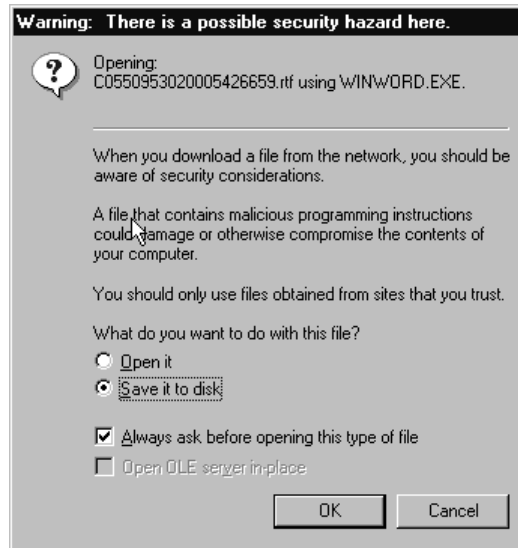 Warning: There is a possible security hazard here.
Opening:
C0550953020005426659.rtf using WINWORD.EXE.
When you download a file from the network, you should be
aware of security considerations.
A file that contains malicious programming instructions
could damage or otherwise compromise the contents of
your computer.
You should only use files obtained from sites that you trust.
What do you want to do with this file?
Open it
Save it to disk
Always ask before opening this type of file
Open OLE server in-place
OK Cancel